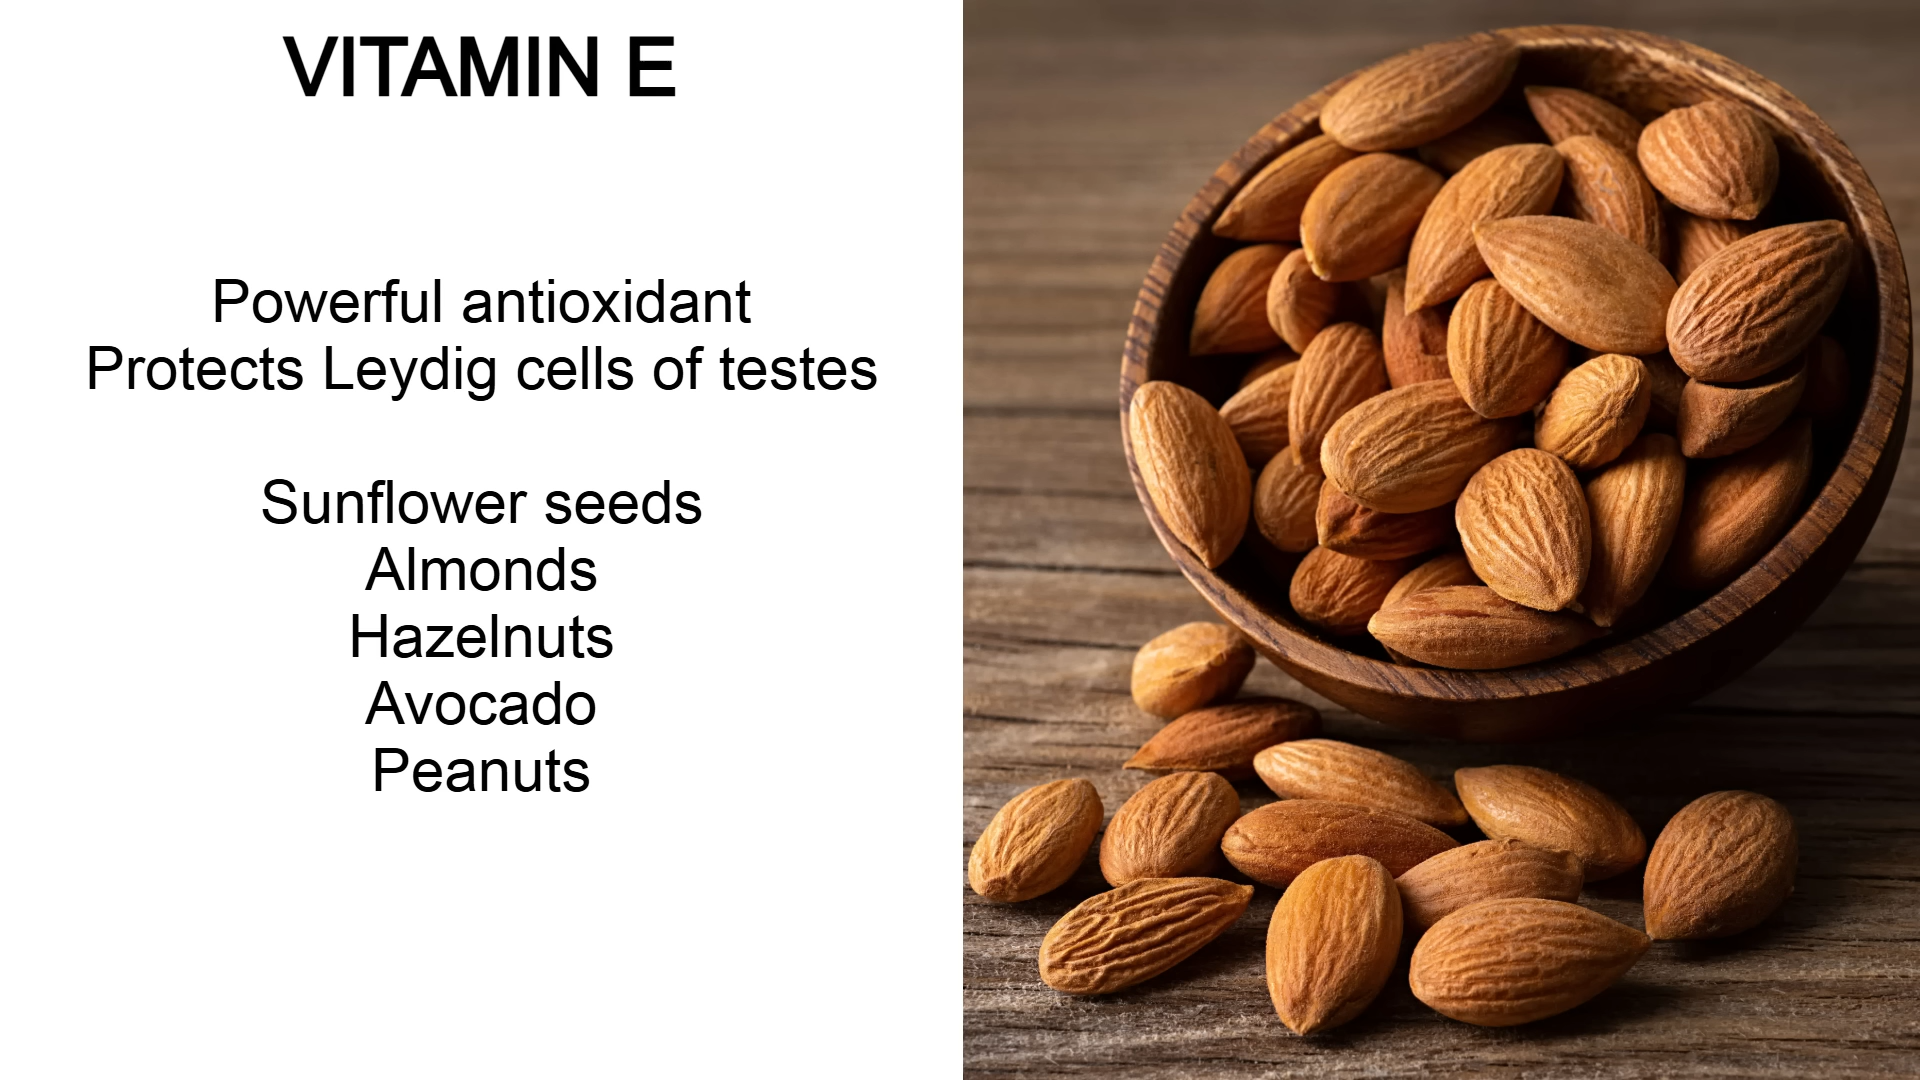 VITAMIN E
Powerful antioxidant
Protects Leydig cells of testes
Sunflower seeds
Almonds
Hazelnuts
Avocado
Peanuts